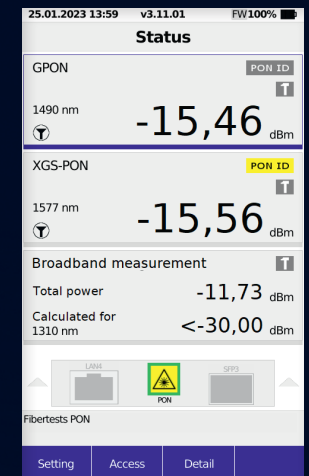 25.01.2023 13:59 v3.11.01 FW 100%
Status
GPON PON ID
T
1490 nm
-15,46 dBm
XGS-PON PON ID
T
1577 nm
-15,56 dBm
Broadband measurement T
Total power -11,73 dBm
Calculated for
1310 nm <-30,00 dBm
LAN4 SFP3
PON
Fibertests PON
Setting Access Detail